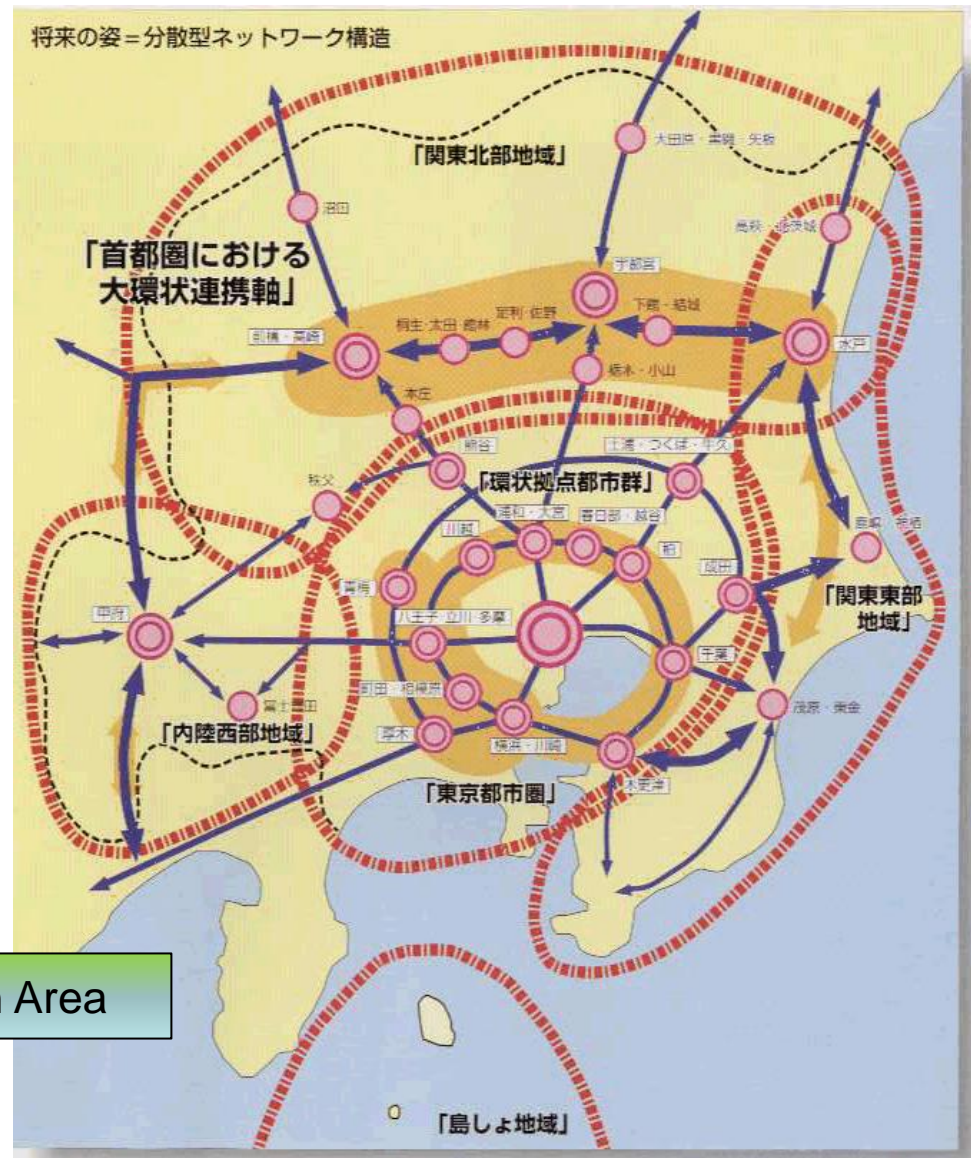 将来の姿=分散型ネットワーク構造
「関東北部地域」
大田原・黒磯・矢板
沼田
高萩・北茨城
「首都圏における
大環状連携軸」
宇都宮
下館・結城
足利・佐野
桐生・太田・館林
前橋・高崎
水戸
栃木・小山
本庄
熊谷
土浦・つくば・牛久
「環状拠点都市群」
秩父
浦和・大宮
春日部・越谷
川越
柏
成田
鹿嶋・神栖
青梅
「関東東部
地域」
甲府
八王子・立川・多摩
千葉
町田・相模原
富士吉田
茂原・東金
「内陸西部地域」
厚木
横浜・川崎
木更津
「東京都市圏」
Area
「島しょ地域」